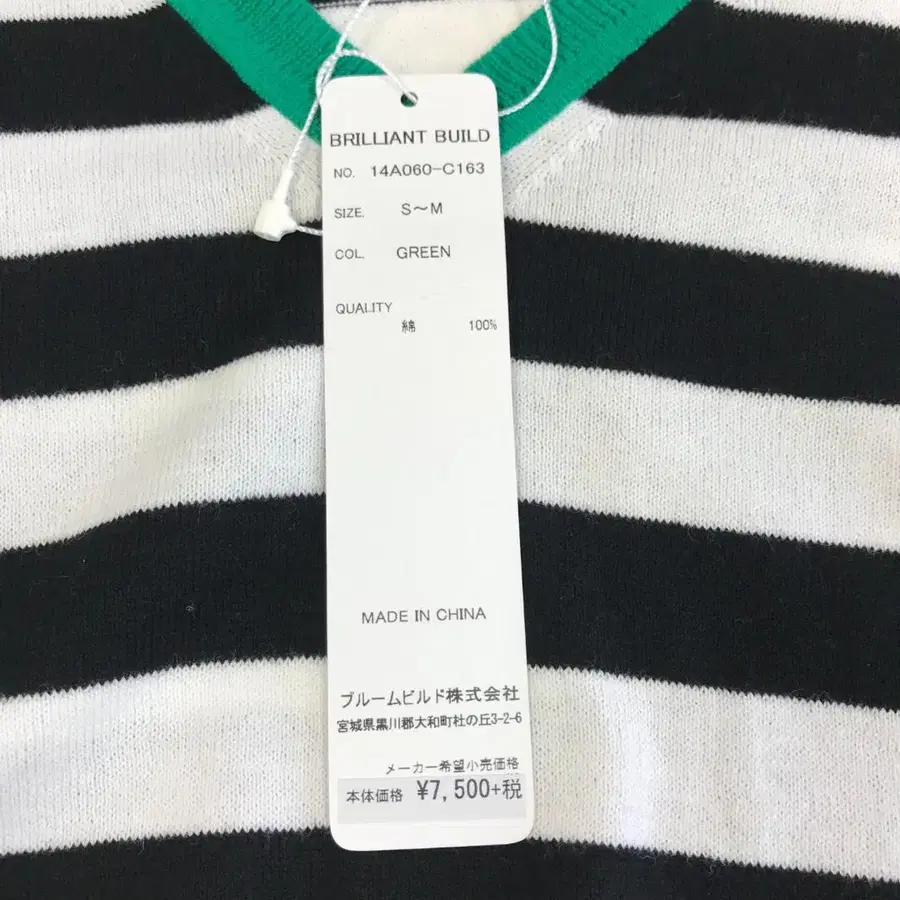 BRILLIANT BUILD
NO. 14A060-C163
SIZE. S～M
COL. GREEN
QUALITY
綿 100%
MADE IN CHINA
ブルームビルド株式会社
宮城県黒川郡大和町杜の丘3-2-6
メーカー希望小売価格
本体価格 ¥7,500+税